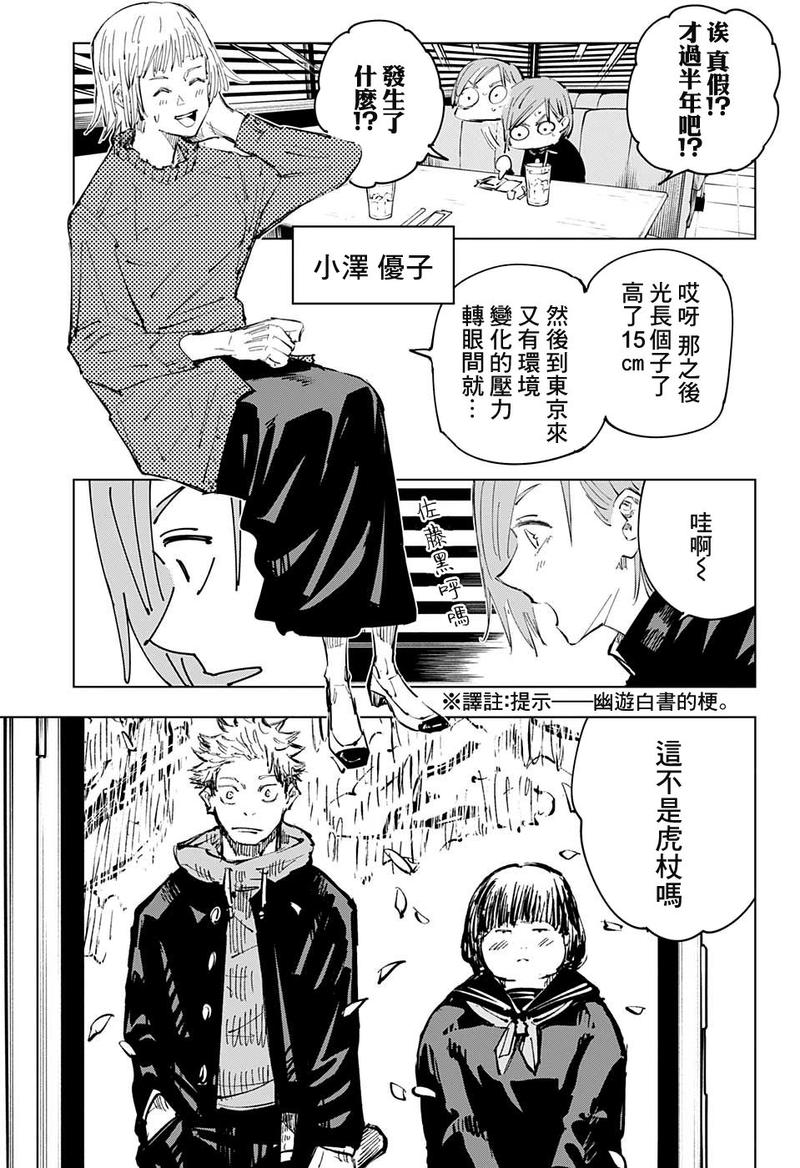 诶 真假!?
才過半年吧!?
發生了
什麼!?
小澤 優子
哎呀 那之後
光長個子了
高了15
cm
然後到東京來
又有環境
變化的壓力
轉眼間就…
哇啊~
佐藤黑呼嗎
※譯註:提示——幽遊白書的梗。
這不是虎杖嗎